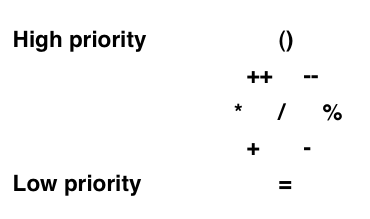 High priority ()
++ --
* / %
+ -
Low priority =